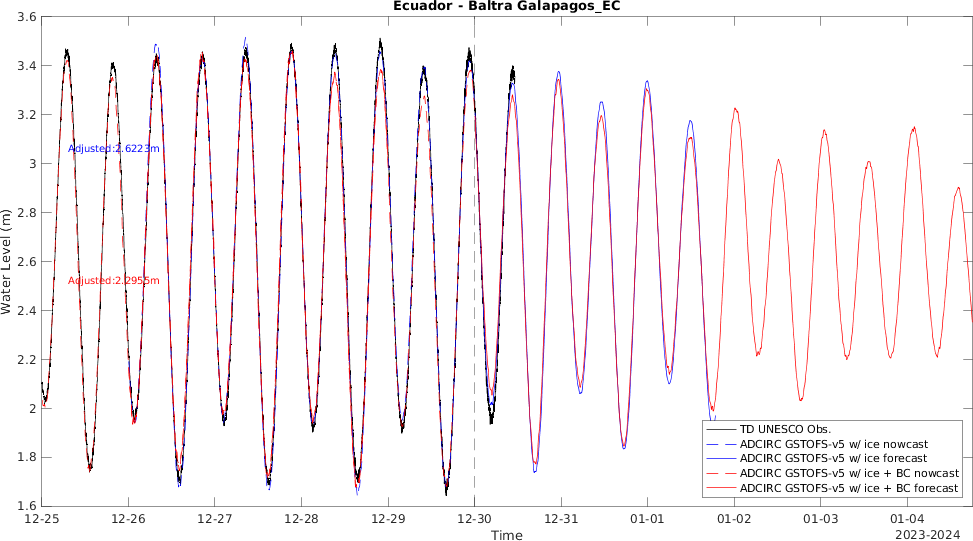 Ecuador - Baltra Galapagos_EC
3.6
3.4
3.2
3
2.8
2.6
2.4
2.2
2
1.8
1.6
Water Level (m)
Adjusted:2.6223m
Adjusted:2.2955m
TD UNESCO Obs.
ADCIRC GSTOFS-v5 w/ ice nowcast
ADCIRC GSTOFS-v5 w/ ice forecast
ADCIRC GSTOFS-v5 w/ ice + BC nowcast
ADCIRC GSTOFS-v5 w/ ice + BC forecast
12-25 12-26 12-27 12-28 12-29 12-30 12-31 01-01 01-02 01-03 01-04
Time
2023-2024